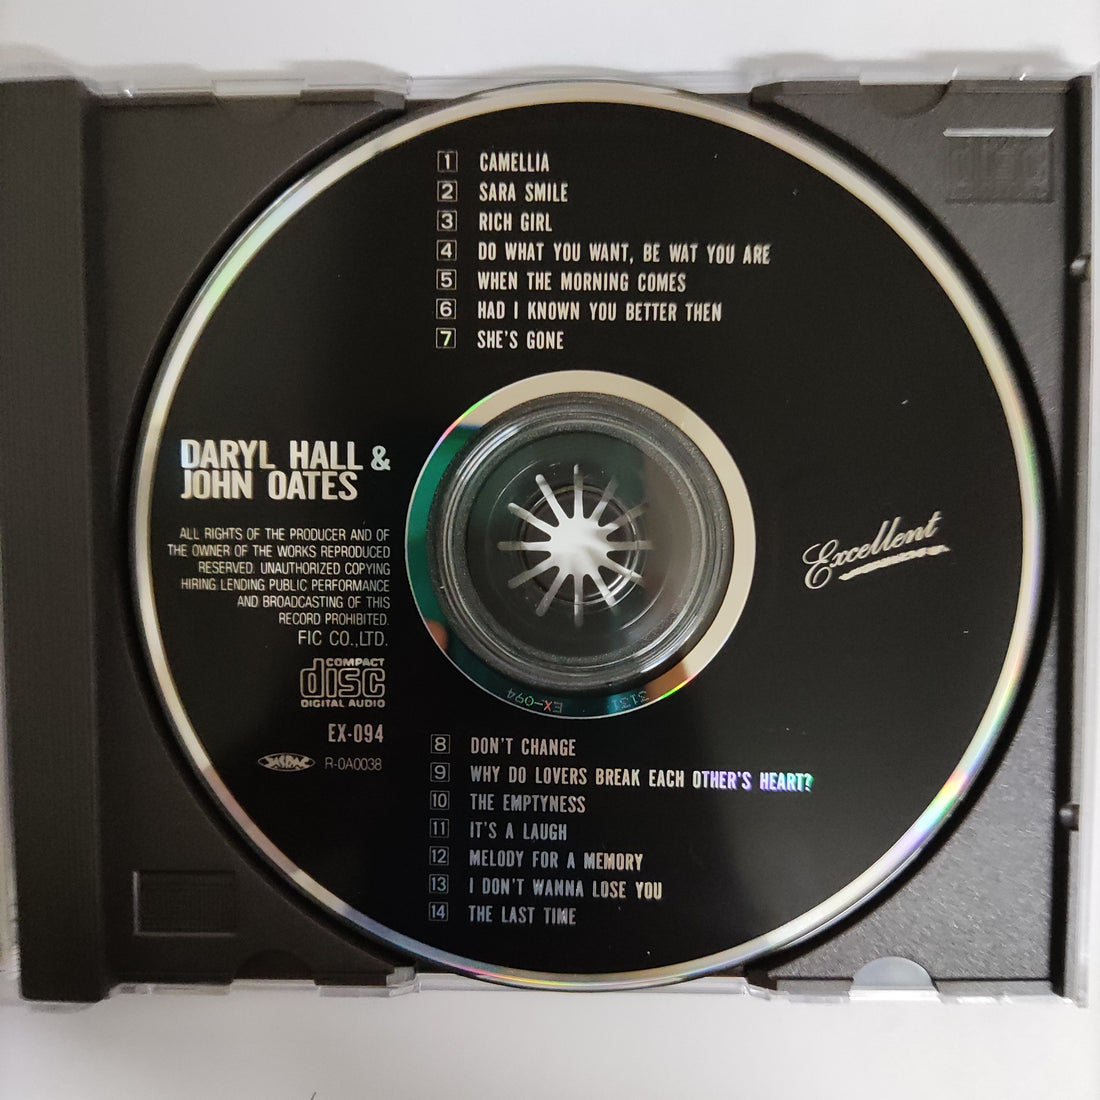 1 CAMELLIA
2 SARA SMILE
3 RICH GIRL
4 DO WHAT YOU WANT, BE WAT YOU ARE
5 WHEN THE MORNING COMES
6 HAD I KNOWN YOU BETTER THEN
7 SHE'S GONE
DARYL HALL &
JOHN OATES
ALL RIGHTS OF THE PRODUCER AND OF
THE OWNER OF THE WORKS REPRODUCED
RESERVED. UNAUTHORIZED COPYING
HIRING LENDING PUBLIC PERFORMANCE
AND BROADCASTING OF THIS
RECORD PROHIBITED.
FIC CO.,LTD.
COMPACT
disc
DIGITAL AUDIO
EX-094
JASRAC R-0A0038
Excellent
EX-094 3131
8 DON'T CHANGE
9 WHY DO LOVERS BREAK EACH OTHER'S HEART?
10 THE EMPTYNESS
11 IT'S A LAUGH
12 MELODY FOR A MEMORY
13 I DON'T WANNA LOSE YOU
14 THE LAST TIME
disc